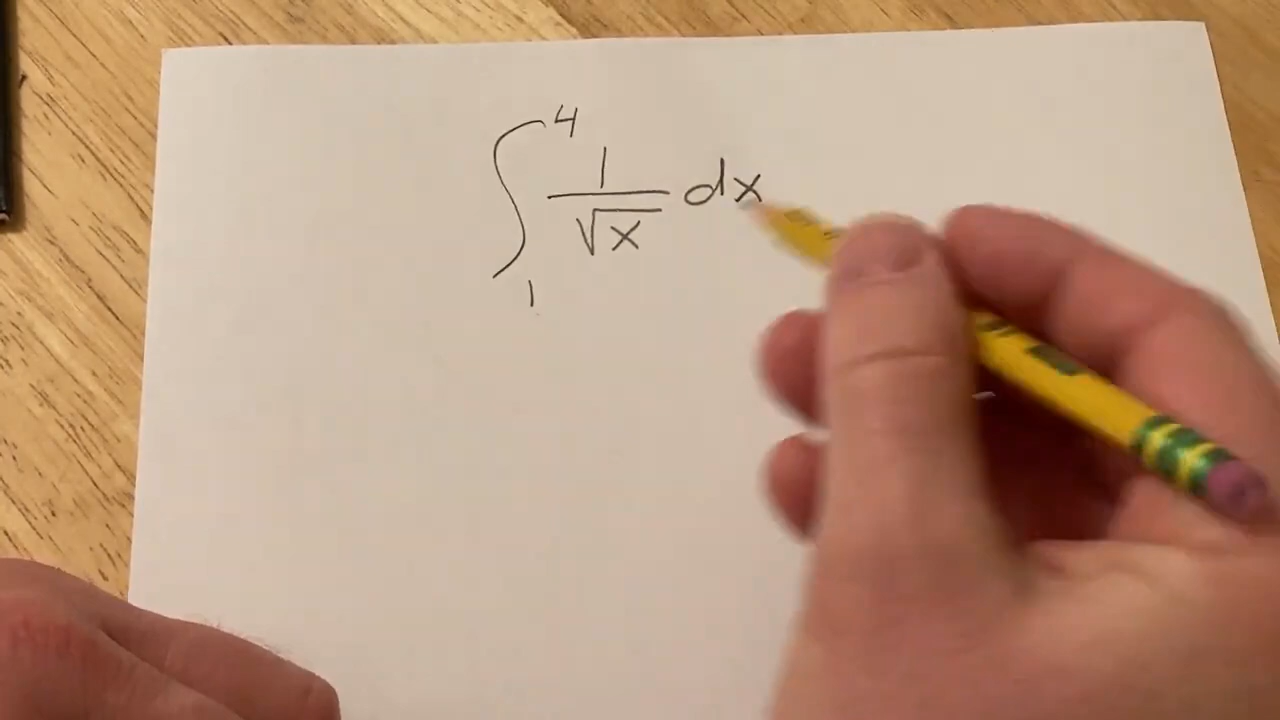 ∫₁⁴ 1/√x dx